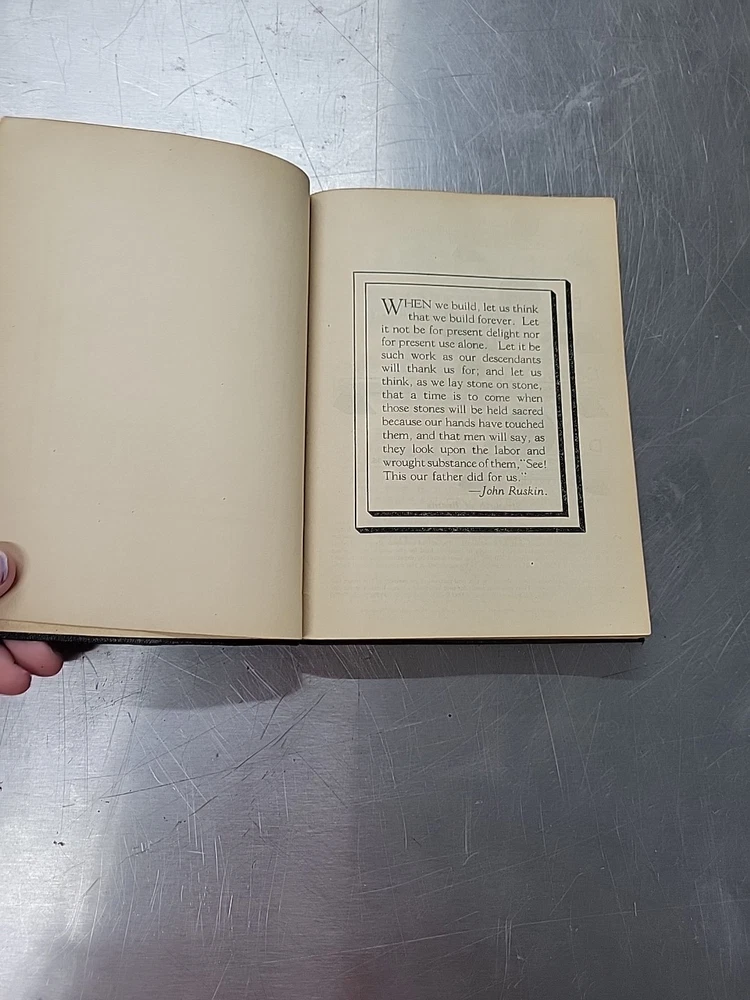 WHEN we build, let us think
that we build forever. Let
it not be for present delight nor
for present use alone. Let it be
such work as our descendants
will thank us for; and let us
think, as we lay stone on stone,
that a time is to come when
those stones will be held sacred
because our hands have touched
them, and that men will say, as
they look upon the labor and
wrought substance of them, "See!
This our father did for us."
—John Ruskin.